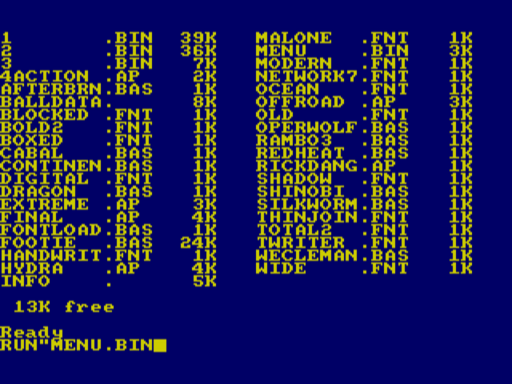 1       .BIN  39K   MALONE  .FNT   1K
2       .BIN  36K   MENU    .BIN   3K
3       .BIN   7K   MODERN  .FNT   1K
4ACTION .AP    2K   NETWORK7.FNT   1K
AFTERBRN.BAS   1K   OCEAN   .FNT   1K
BALLDATA.      8K   OFFROAD .AP    3K
BLOCKED .FNT   1K   OLD     .FNT   1K
BOLD2   .FNT   1K   OPERWOLF.BAS   1K
BOXED   .FNT   1K   RAMBO3  .BAS   1K
CABAL   .BAS   1K   REDHEAT .BAS   1K
CONTINEN.BAS   1K   RICKDANG.AP    1K
DIGITAL .FNT   1K   SHADOW  .FNT   1K
DRAGON  .BAS   1K   SHINOBI .BAS   1K
EXTREME .AP    3K   SILKWORM.BAS   1K
FINAL   .AP    4K   THINJOIN.FNT   1K
FONTLOAD.BAS   1K   TOTAL2  .FNT   1K
FOOTIE  .BAS  24K   TWRITER .FNT   1K
HANDWRIT.FNT   1K   WECLEMAN.BAS   1K
HYDRA   .AP    4K   WIDE    .FNT   1K
INFO    .      5K
13K free
Ready
RUN"MENU.BIN